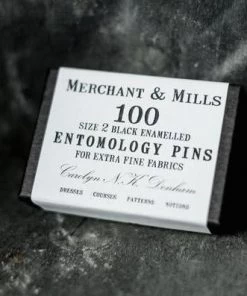 MERCHANT & MILLS
100
SIZE 2 BLACK ENAMELLED
ENTOMOLOGY PINS
FOR EXTRA FINE FABRICS
Carolyn N.K. Denham
DRESSES COURSES PATTERNS NOTIONS